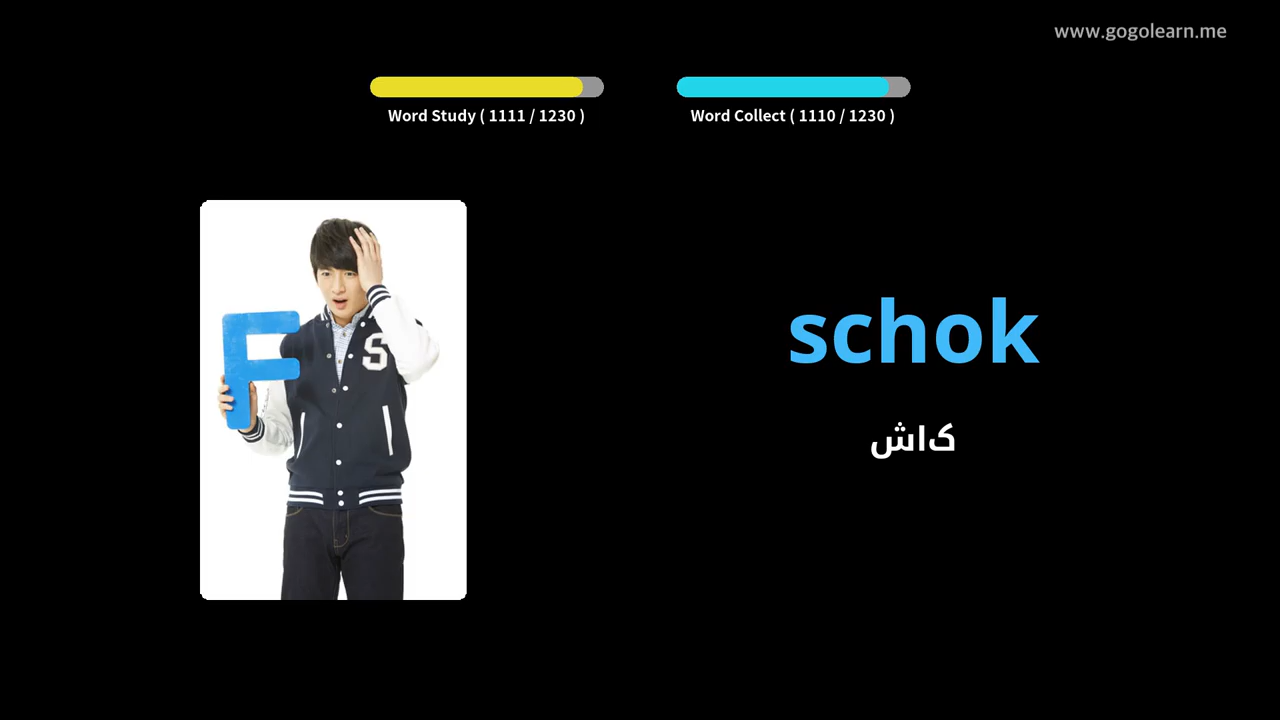 www.gogolearn.me
Word Study ( 1111 / 1230 )
Word Collect ( 1110 / 1230 )
F
S
schok
کاش